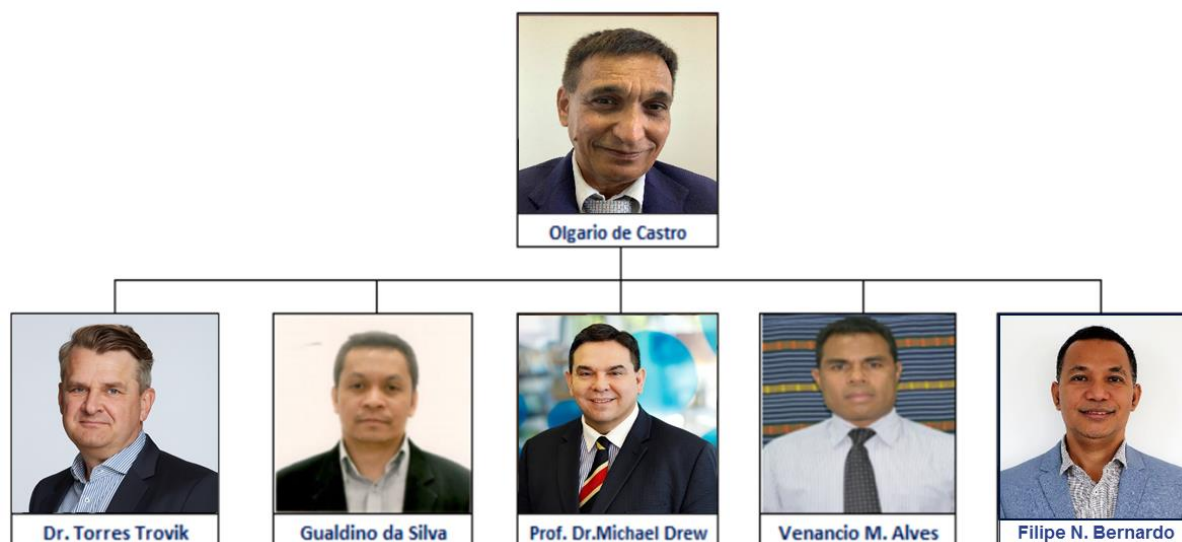 Olgario de Castro
Dr. Torres Trovik
Gualdino da Silva
Prof. Dr.Michael Drew
Venancio M. Alves
Filipe N. Bernardo